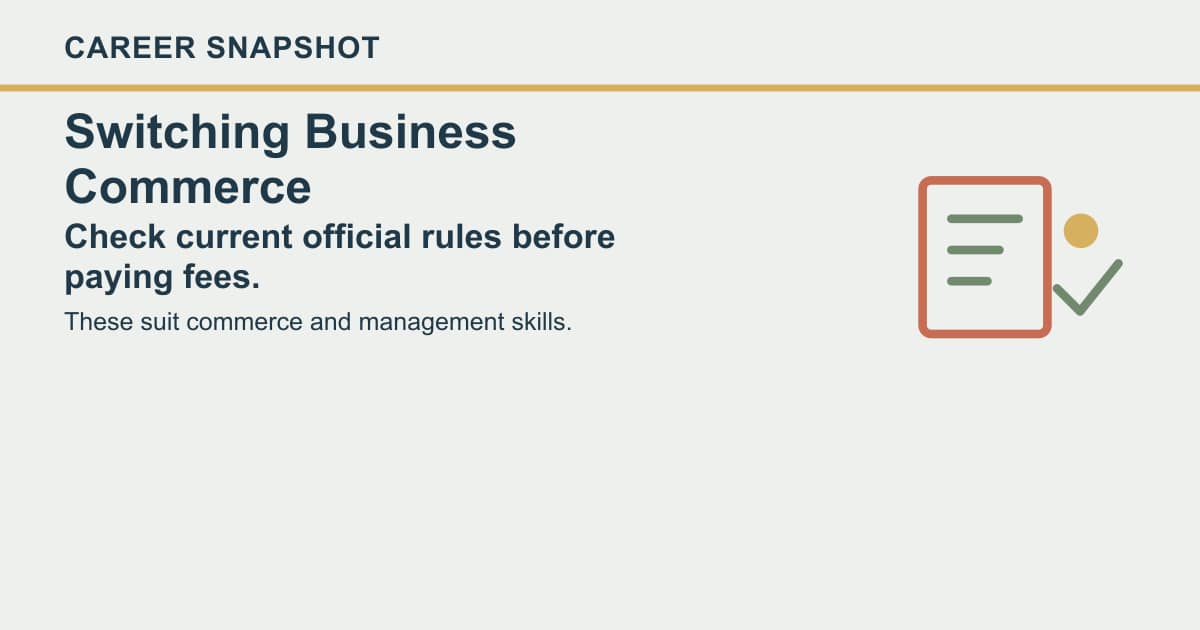 CAREER SNAPSHOT
Switching Business
Commerce
Check current official rules before
paying fees.
These suit commerce and management skills.